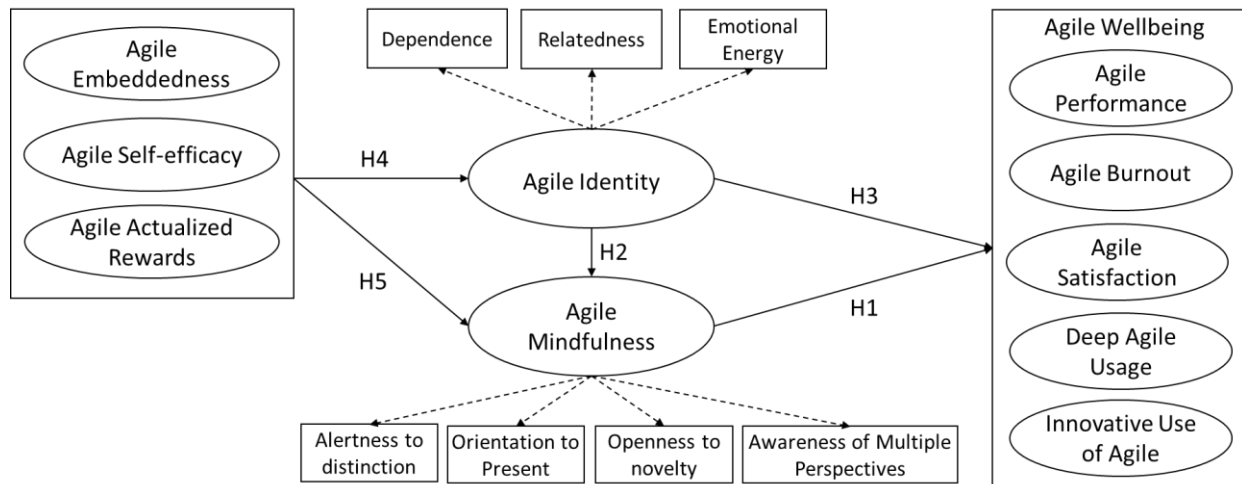 Agile
Embeddedness
Agile Self-efficacy
Agile Actualized
Rewards
H4
H5
Dependence
Relatedness
Emotional
Energy
Agile Identity
H2
Agile
Mindfulness
Alertness to
distinction
Orientation to
Present
Openness to
novelty
Awareness of Multiple
Perspectives
H3
H1
Agile Wellbeing
Agile
Performance
Agile Burnout
Agile
Satisfaction
Deep Agile
Usage
Innovative Use
of Agile